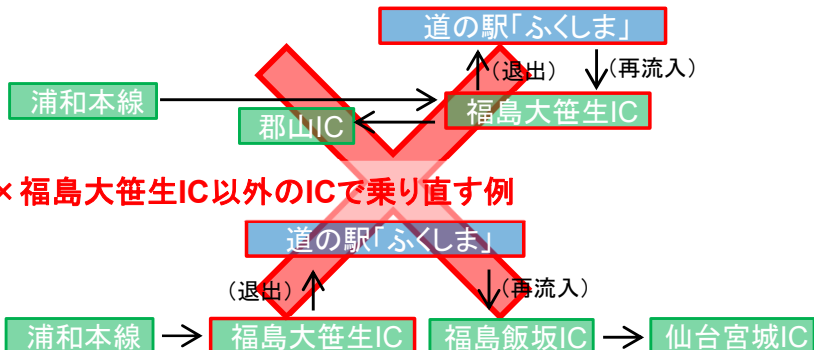 道の駅「ふくしま」
(退出)
(再流入)
浦和本線
福島大笹生IC
郡山IC
×福島大笹生IC以外のICで乗り直す例
道の駅「ふくしま」
(退出)
(再流入)
浦和本線
福島大笹生IC
福島飯坂IC
仙台宮城IC